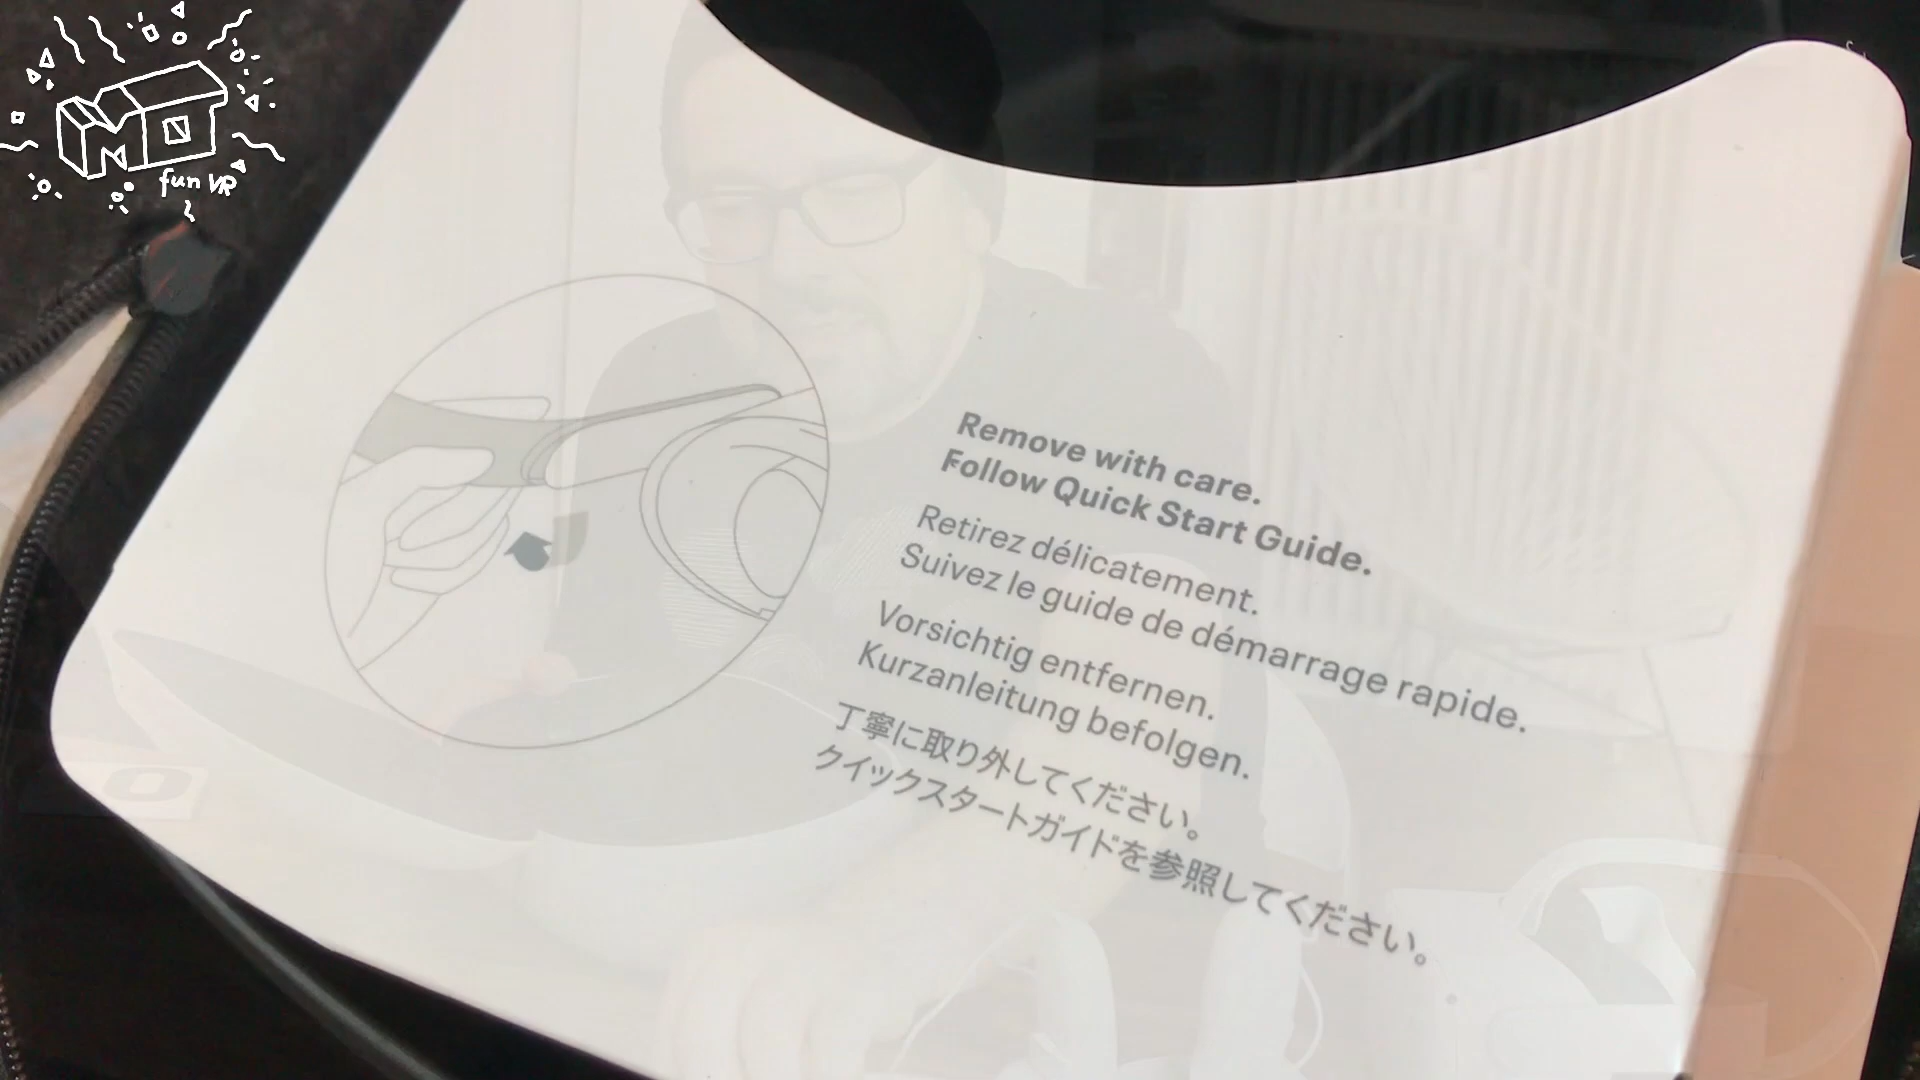 MO
fun VR
Remove with care.
Follow Quick Start Guide.
Retirez délicatement.
Suivez le guide de démarrage rapide.
Vorsichtig entfernen.
Kurzanleitung befolgen.
丁寧に取り外してください。
クイックスタートガイドを参照してください。